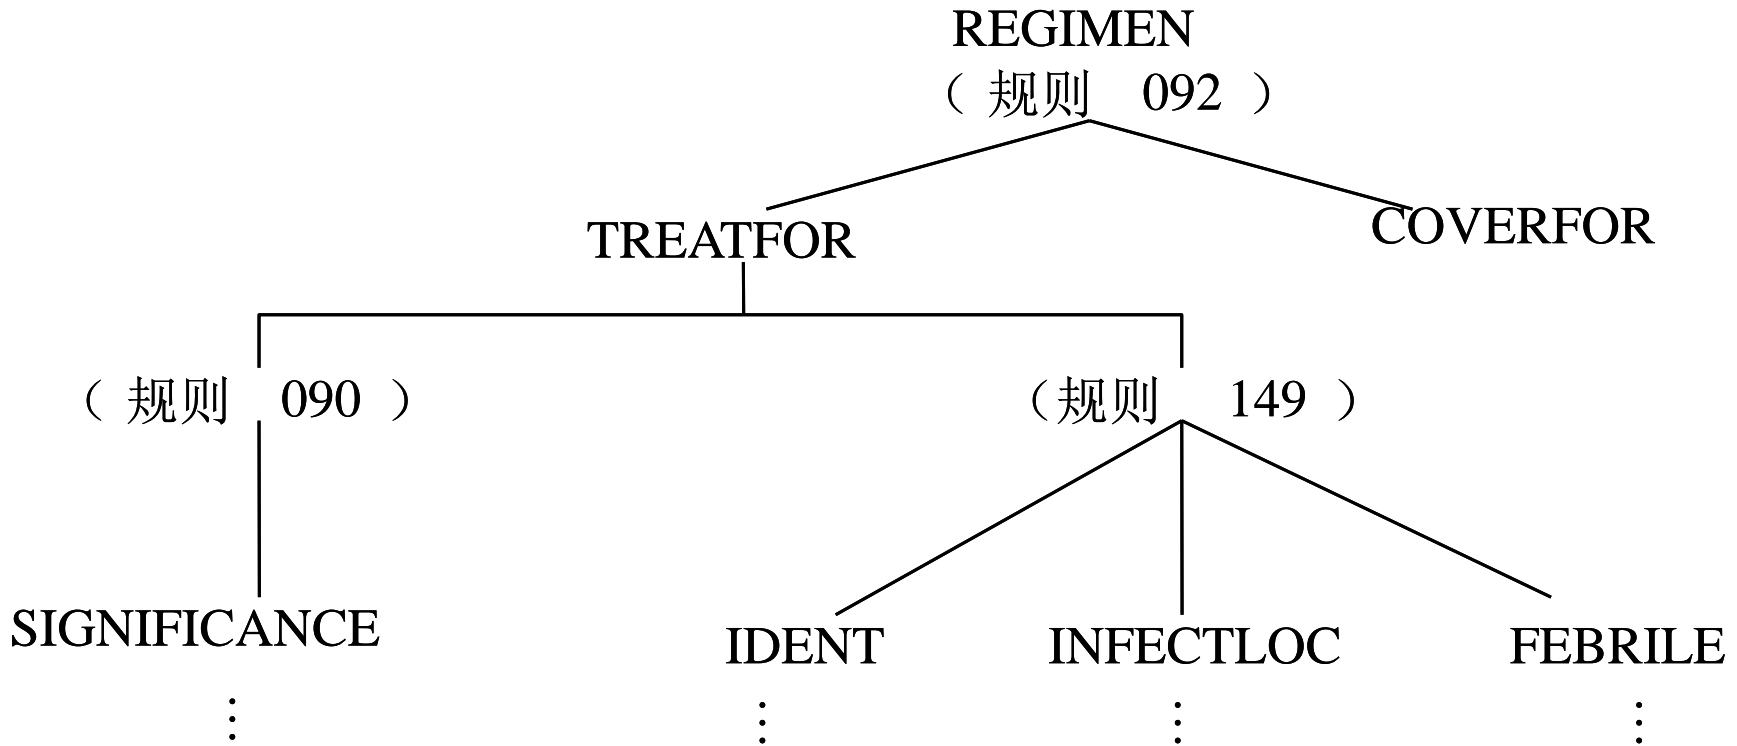 REGIMEN
（规则 092）
TREATFOR
COVERFOR
（规则 090）
（规则 149）
SIGNIFICANCE
IDENT
INFECTLOC
FEBRILE